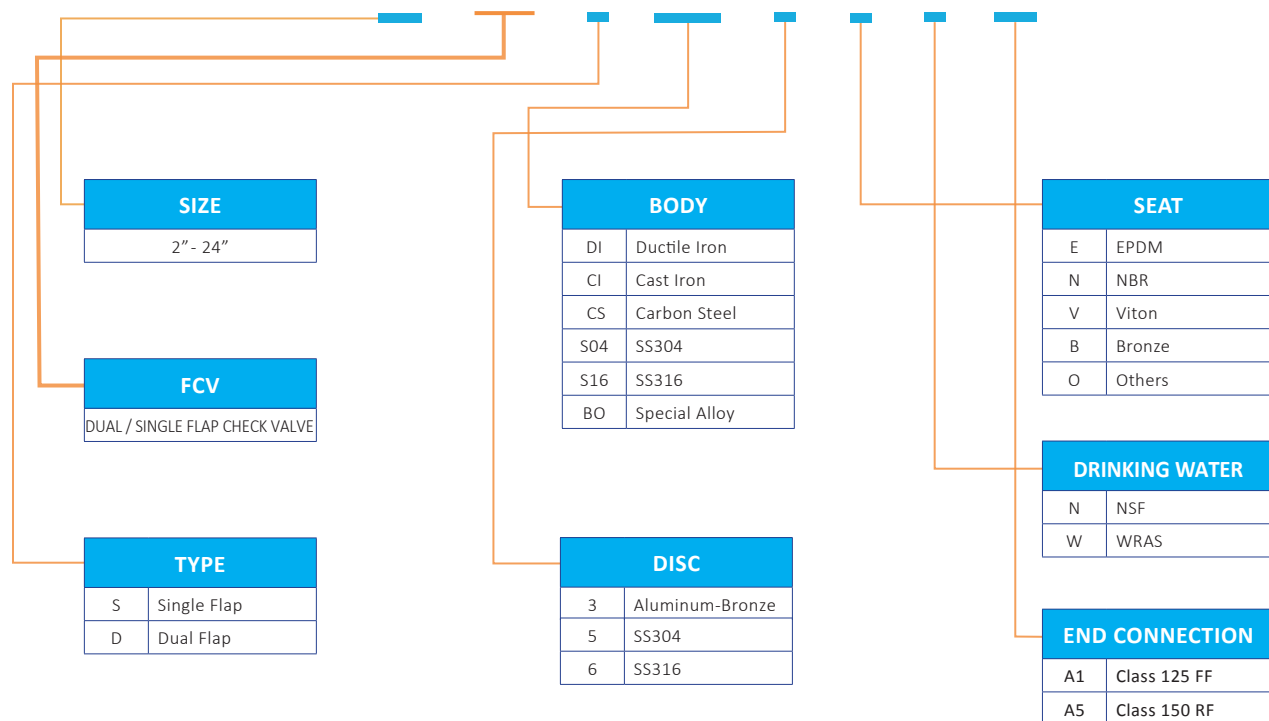 SIZE
2” - 24”
FCV
DUAL / SINGLE FLAP CHECK VALVE
TYPE
S Single Flap
D Dual Flap
BODY
DI Ductile Iron
CI Cast Iron
CS Carbon Steel
S04 SS304
S16 SS316
BO Special Alloy
DISC
3 Aluminum-Bronze
5 SS304
6 SS316
SEAT
E EPDM
N NBR
V Viton
B Bronze
O Others
DRINKING WATER
N NSF
W WRAS
END CONNECTION
A1 Class 125 FF
A5 Class 150 RF